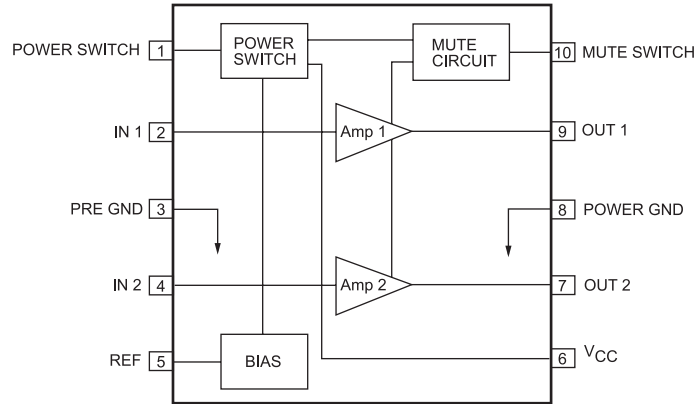 POWER SWITCH 1
POWER
SWITCH
MUTE
CIRCUIT
10 MUTE SWITCH
IN 1 2
Amp 1
9 OUT 1
PRE GND 3
8 POWER GND
IN 2 4
Amp 2
7 OUT 2
REF 5
BIAS
6 VCC